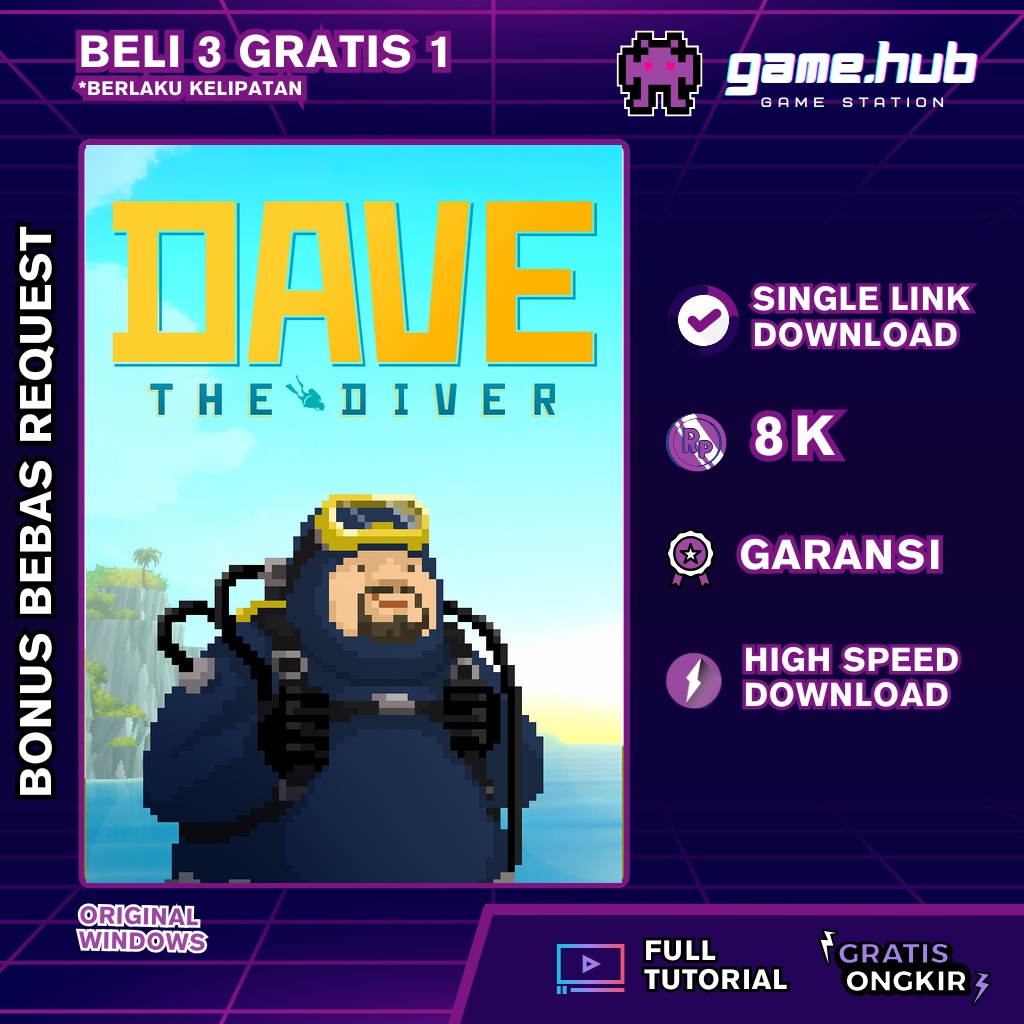 BELI 3 GRATIS 1
*BERLAKU KELIPATAN
game.hub
GAME STATION
BONUS BEBAS REQUEST
DAVE
THE DIVER
SINGLE LINK
DOWNLOAD
Rp
8K
GARANSI
HIGH SPEED
DOWNLOAD
ORIGINAL
WINDOWS
FULL
TUTORIAL
GRATIS
ONGKIR